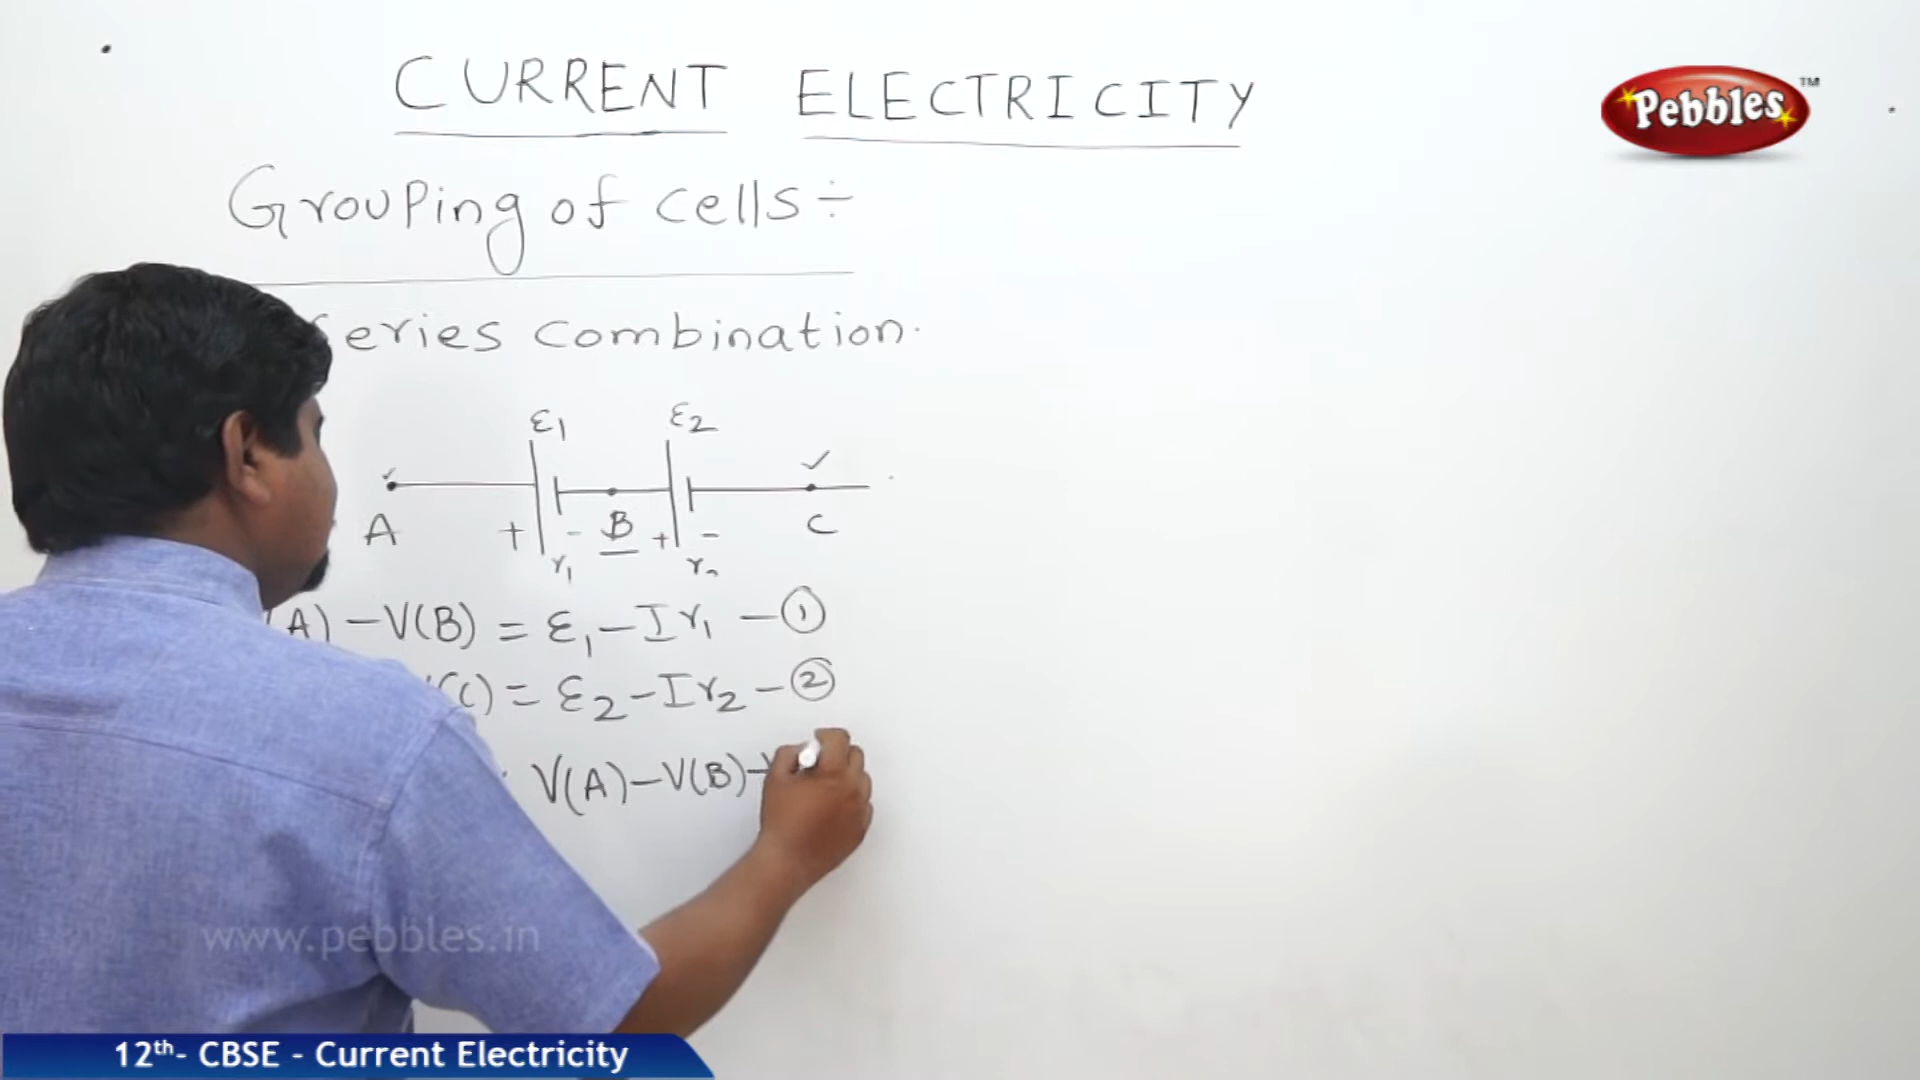 CURRENT ELECTRICITY
Pebbles™
Grouping of cells ÷
eries combination.
ε1 ε2
A + - B + - C
r1 r2
(A) – V(B) = ε1 – Ir1 – ①
(C) = ε2 – Ir2 – ②
V(A) – V(B) –
www.pebbles.in
12th- CBSE - Current Electricity